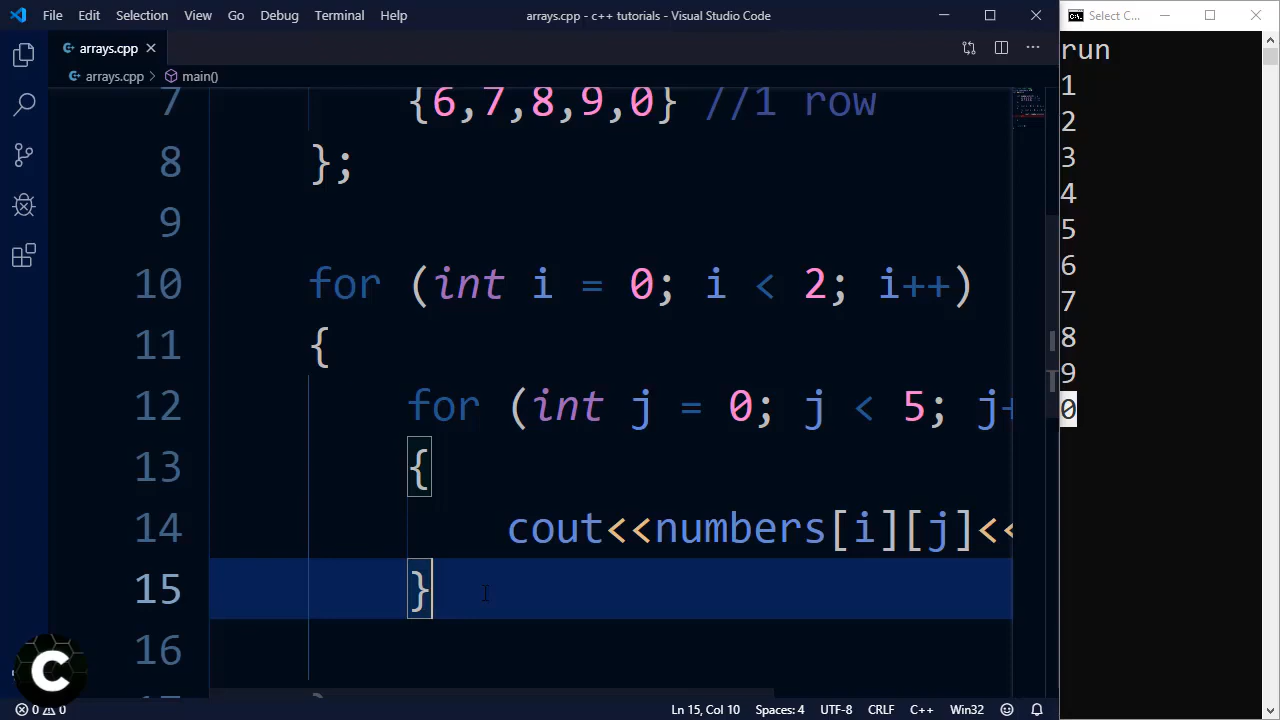 File Edit Selection View Go Debug Terminal Help
arrays.cpp - c++ tutorials - Visual Studio Code
arrays.cpp
arrays.cpp > main()
7 {6,7,8,9,0} //1 row
8 };
9
10 for (int i = 0; i < 2; i++)
11 {
12 for (int j = 0; j < 5; j+
13 {
14 cout<<numbers[i][j]<<
15 }
16
0 0 Ln 15, Col 10 Spaces: 4 UTF-8 CRLF C++ Win32
C
Select C...
run
1
2
3
4
5
6
7
8
9
0